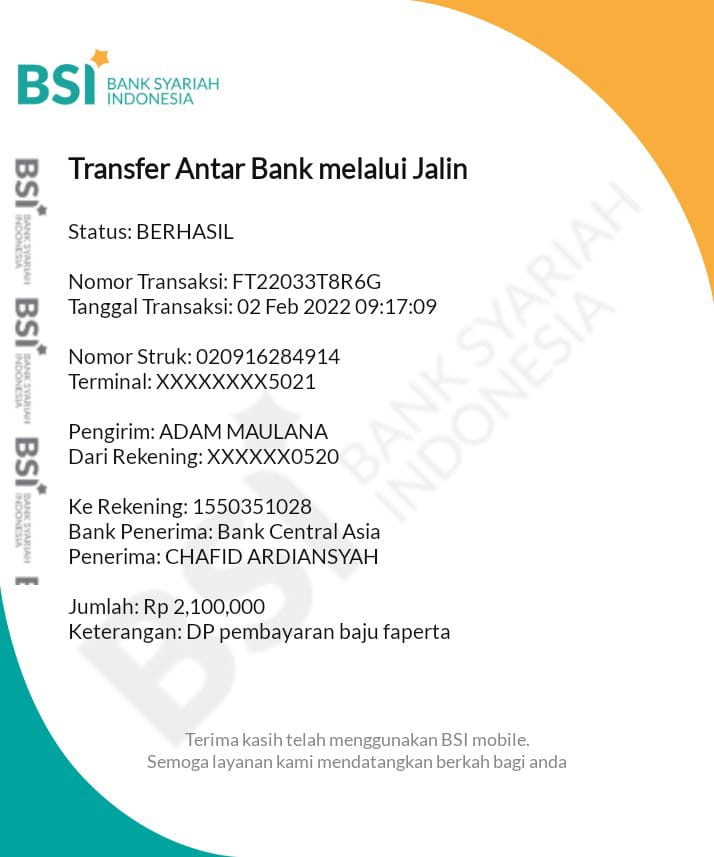 BSI BANK SYARIAH
INDONESIA
Transfer Antar Bank melalui Jalin
Status: BERHASIL
Nomor Transaksi: FT22033T8R6G
Tanggal Transaksi: 02 Feb 2022 09:17:09
Nomor Struk: 020916284914
Terminal: XXXXXXXX5021
Pengirim: ADAM MAULANA
Dari Rekening: XXXXXX0520
Ke Rekening: 1550351028
Bank Penerima: Bank Central Asia
Penerima: CHAFID ARDIANSYAH
Jumlah: Rp 2,100,000
Keterangan: DP pembayaran baju faperta
Terima kasih telah menggunakan BSI mobile.
Semoga layanan kami mendatangkan berkah bagi anda
BSI BANK SYARIAH
INDONESIA
BSI BANK SYARIAH
INDONESIA
BSI BANK SYARIAH
INDONESIA
BSI BANK SYARIAH
INDONESIA